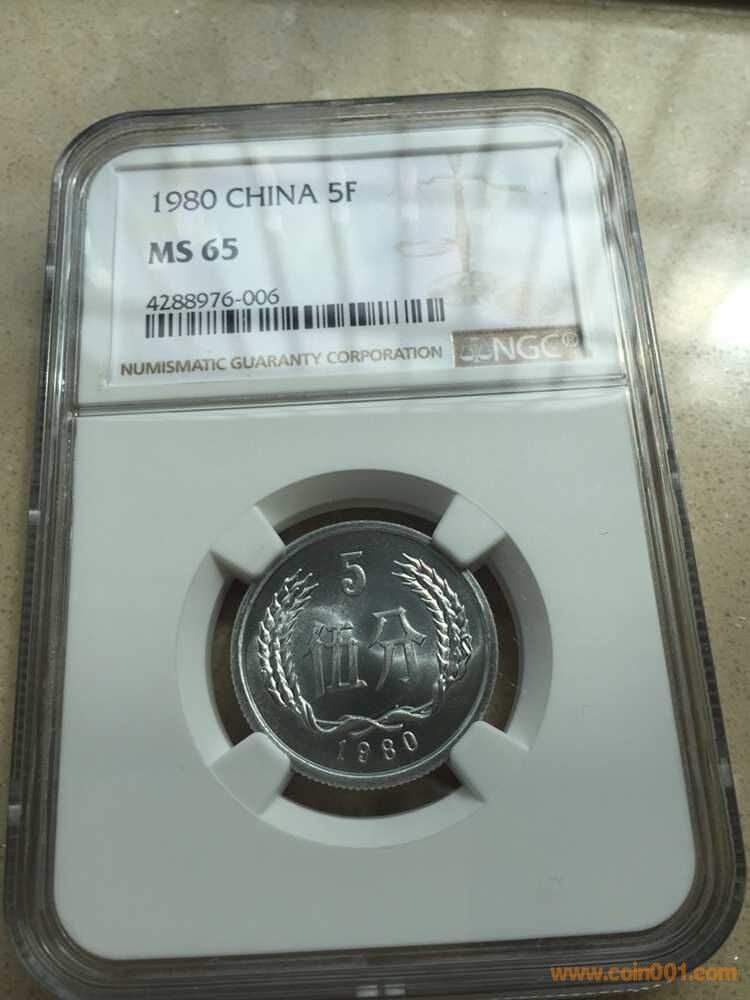 1980 CHINA 5F
MS 65
4288976-006
NUMISMATIC GUARANTY CORPORATION
NGC®
5
伍分
1980
www.coin001.com